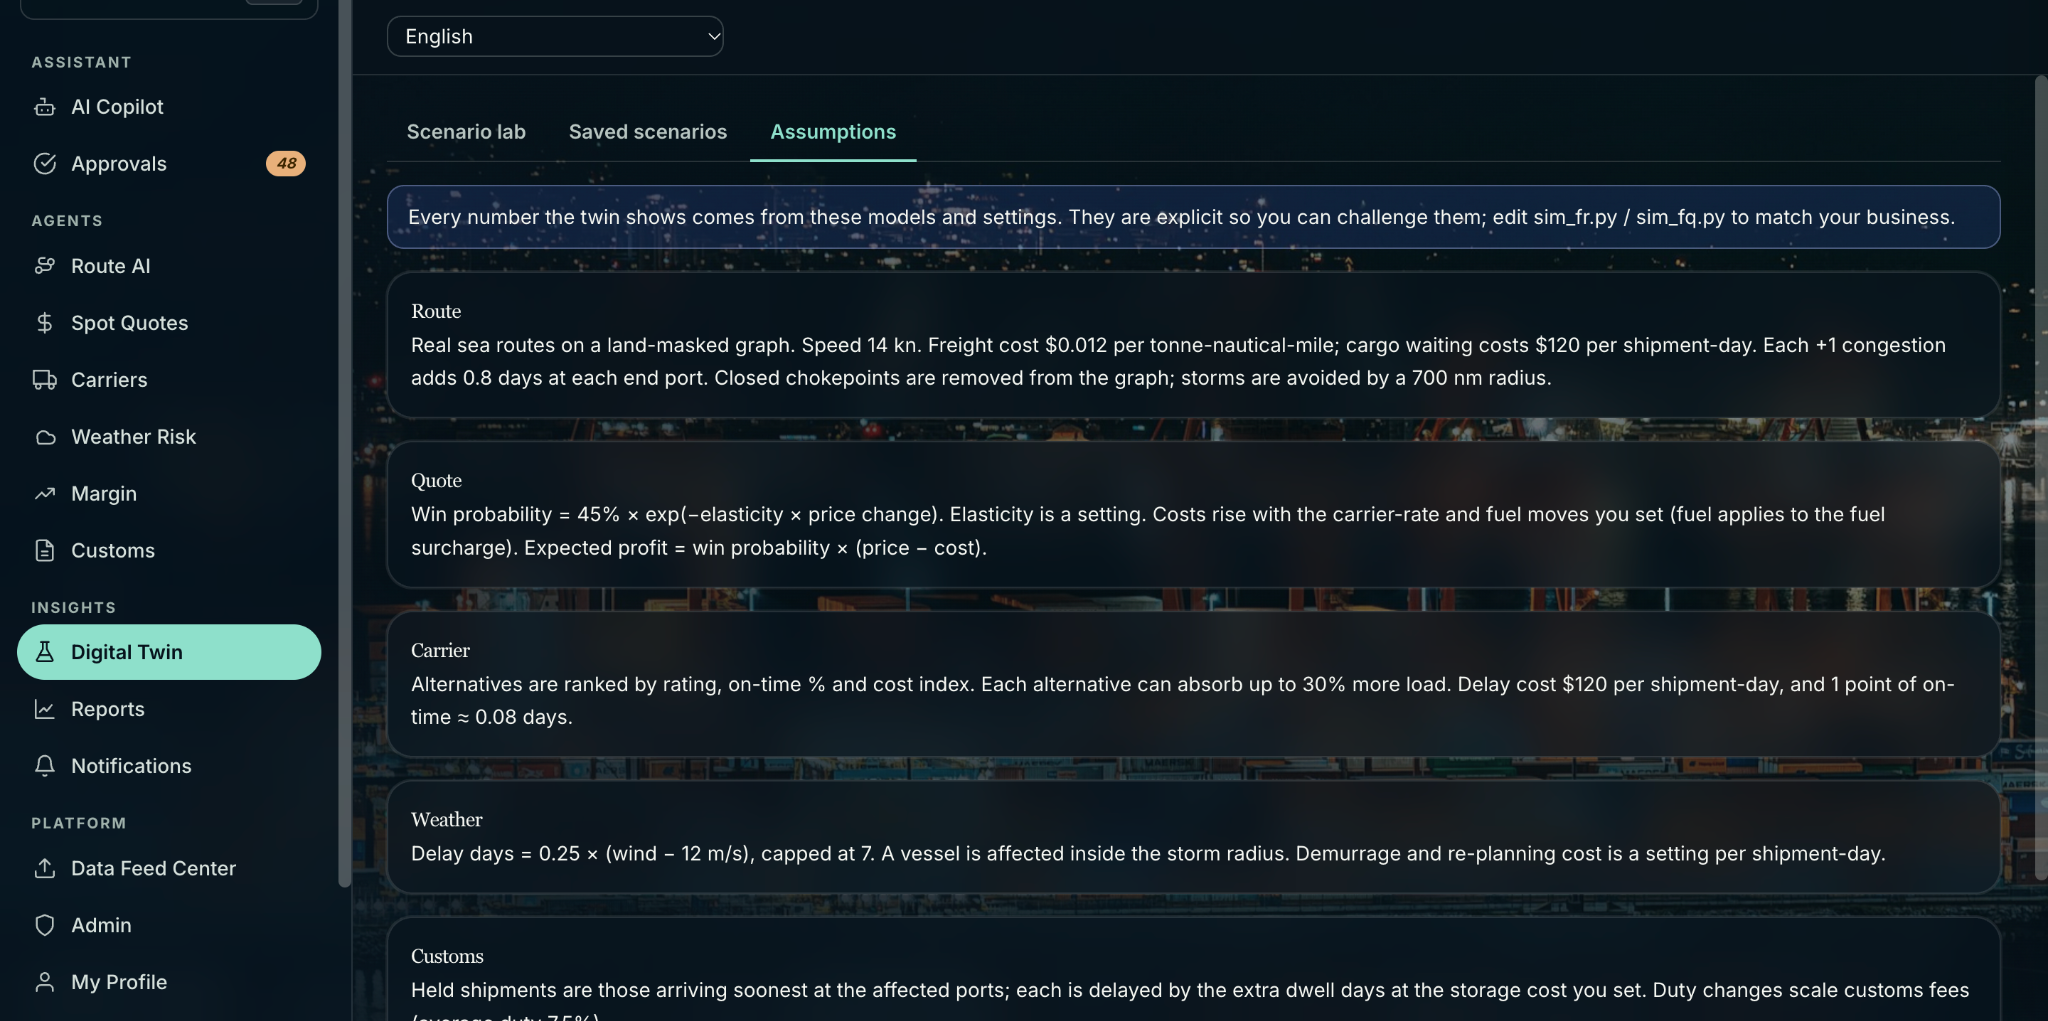 English
ASSISTANT
AI Copilot
Approvals 48
AGENTS
Route AI
Spot Quotes
Carriers
Weather Risk
Margin
Customs
INSIGHTS
Digital Twin
Reports
Notifications
PLATFORM
Data Feed Center
Admin
My Profile
Scenario lab Saved scenarios Assumptions
Every number the twin shows comes from these models and settings. They are explicit so you can challenge them; edit sim_fr.py / sim_fq.py to match your business.
Route
Real sea routes on a land-masked graph. Speed 14 kn. Freight cost $0.012 per tonne-nautical-mile; cargo waiting costs $120 per shipment-day. Each +1 congestion
adds 0.8 days at each end port. Closed chokepoints are removed from the graph; storms are avoided by a 700 nm radius.
Quote
Win probability = 45% × exp(−elasticity × price change). Elasticity is a setting. Costs rise with the carrier-rate and fuel moves you set (fuel applies to the fuel
surcharge). Expected profit = win probability × (price − cost).
Carrier
Alternatives are ranked by rating, on-time % and cost index. Each alternative can absorb up to 30% more load. Delay cost $120 per shipment-day, and 1 point of on-
time ≈ 0.08 days.
Weather
Delay days = 0.25 × (wind − 12 m/s), capped at 7. A vessel is affected inside the storm radius. Demurrage and re-planning cost is a setting per shipment-day.
Customs
Held shipments are those arriving soonest at the affected ports; each is delayed by the extra dwell days at the storage cost you set. Duty changes scale customs fees
(average duty 7.5%)